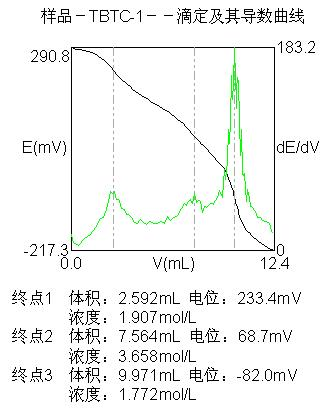 样品－TBTC-1－－滴定及其导数曲线
290.8
183.2
E(mV)
dE/dV
-217.3
0
0.0
V(mL)
12.4
终点1 体积：2.592mL 电位：233.4mV
浓度：1.907mol/L
终点2 体积：7.564mL 电位：68.7mV
浓度：3.658mol/L
终点3 体积：9.971mL 电位：-82.0mV
浓度：1.772mol/L